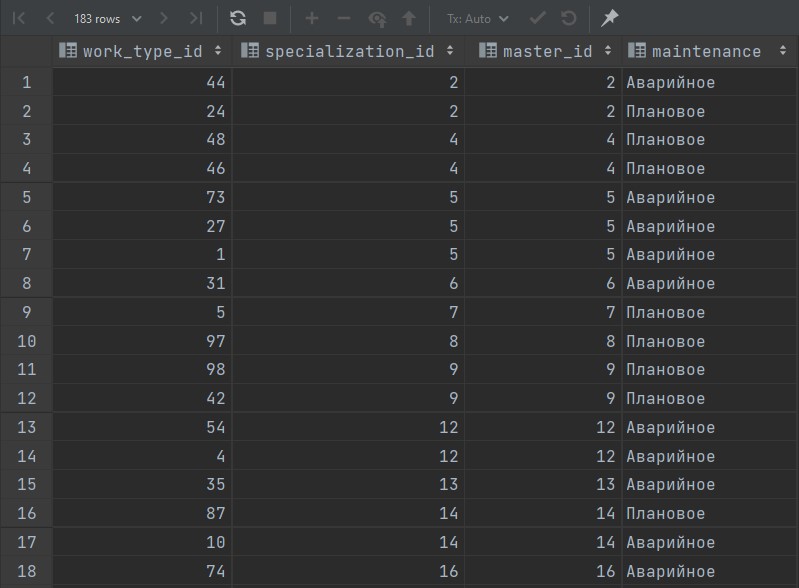 183 rows Tx: Auto
work_type_id specialization_id master_id maintenance
1 44 2 2 Аварийное
2 24 2 2 Плановое
3 48 4 4 Плановое
4 46 4 4 Плановое
5 73 5 5 Аварийное
6 27 5 5 Аварийное
7 1 5 5 Аварийное
8 31 6 6 Аварийное
9 5 7 7 Плановое
10 97 8 8 Плановое
11 98 9 9 Плановое
12 42 9 9 Плановое
13 54 12 12 Аварийное
14 4 12 12 Аварийное
15 35 13 13 Аварийное
16 87 14 14 Плановое
17 10 14 14 Аварийное
18 74 16 16 Аварийное